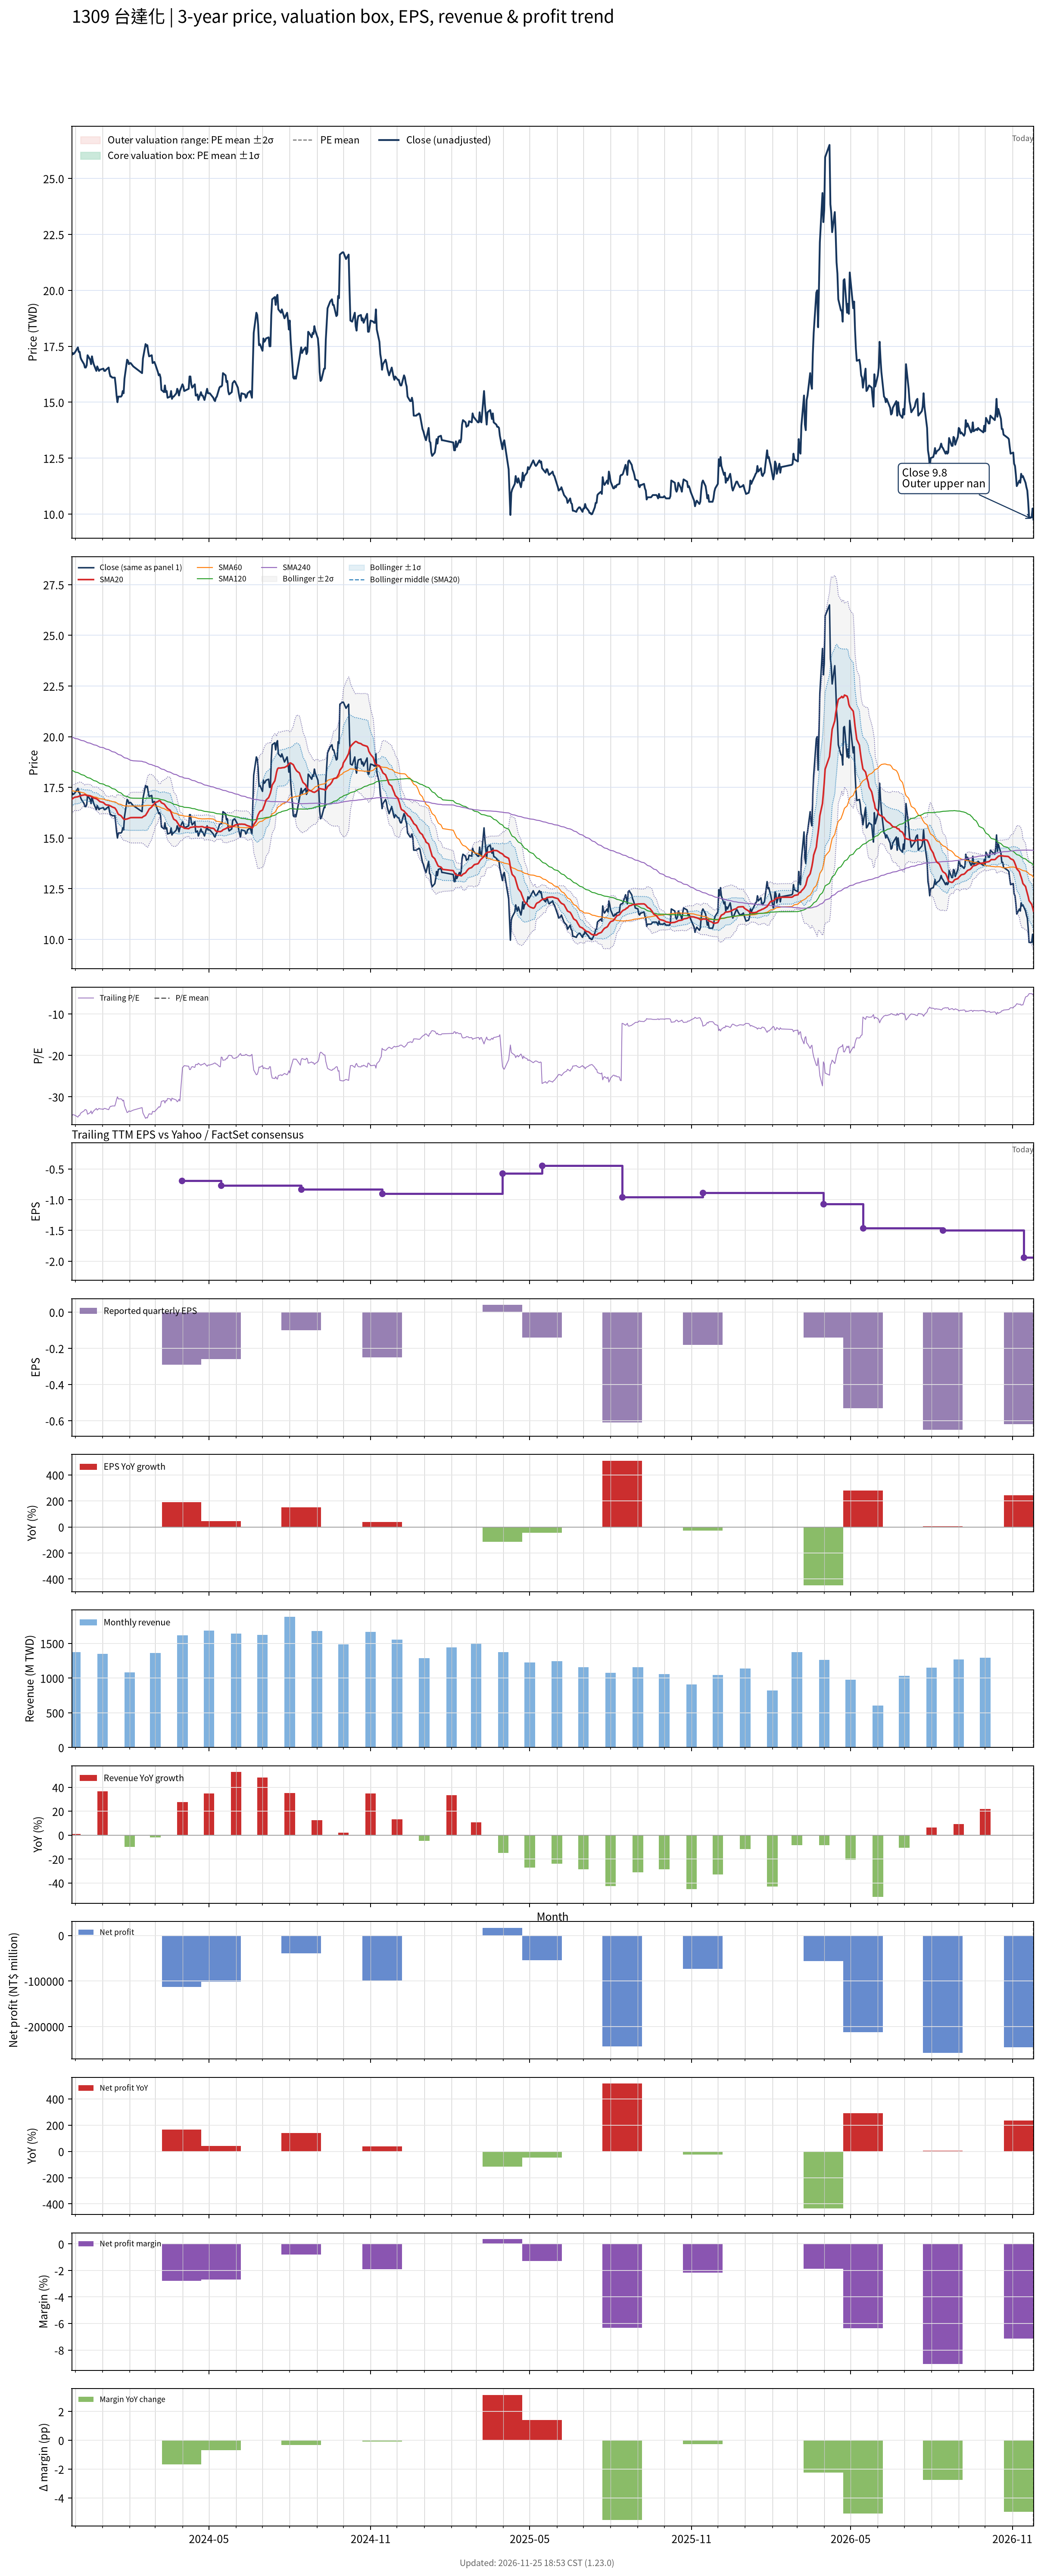 1309 台達化 | 3-year price, valuation box, EPS, revenue & profit trend
Outer valuation range: PE mean ±2σ
PE mean
Close (unadjusted)
Core valuation box: PE mean ±1σ
Today
Price (TWD)
25.0
22.5
20.0
17.5
15.0
12.5
10.0
Close 9.8
Outer upper nan
Close (same as panel 1)
SMA20
SMA60
SMA120
SMA240
Bollinger ±2σ
Bollinger ±1σ
Bollinger middle (SMA20)
Price
27.5
25.0
22.5
20.0
17.5
15.0
12.5
10.0
Trailing P/E
P/E mean
P/E
-10
-20
-30
Trailing TTM EPS vs Yahoo / FactSet consensus
Today
EPS
-0.5
-1.0
-1.5
-2.0
Reported quarterly EPS
EPS
0.0
-0.2
-0.4
-0.6
EPS YoY growth
YoY (%)
400
200
0
-200
-400
Monthly revenue
Revenue (M TWD)
1500
1000
500
0
Revenue YoY growth
YoY (%)
40
20
0
-20
-40
Month
Net profit
Net profit (NT$ million)
0
-100000
-200000
Net profit YoY
YoY (%)
400
200
0
-200
-400
Net profit margin
Margin (%)
0
-2
-4
-6
-8
Margin YoY change
Δ margin (pp)
2
0
-2
-4
2024-05
2024-11
2025-05
2025-11
2026-05
2026-11
Updated: 2026-11-25 18:53 CST (1.23.0)